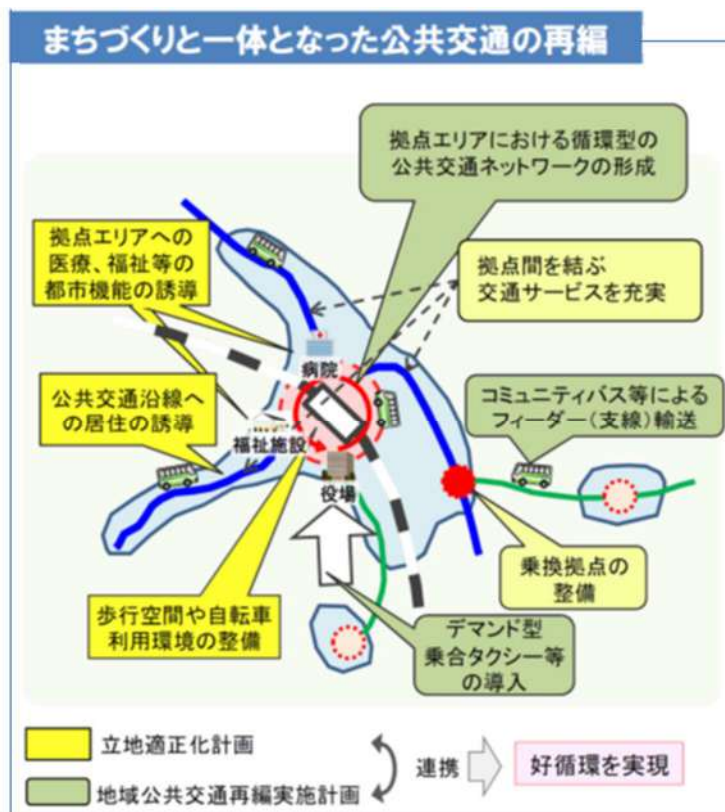 まちづくりと一体となった公共交通の再編
拠点エリアにおける循環型の
公共交通ネットワークの形成
拠点エリアへの
医療、福祉等の
都市機能の誘導
拠点間を結ぶ
交通サービスを充実
病院
公共交通沿線へ
の居住の誘導
コミュニティバス等による
フィーダー(支線)輸送
福祉施設
役場
乗換拠点の
整備
歩行空間や自転車
利用環境の整備
デマンド型
乗合タクシー等
の導入
立地適正化計画
連携
好循環を実現
地域公共交通再編実施計画